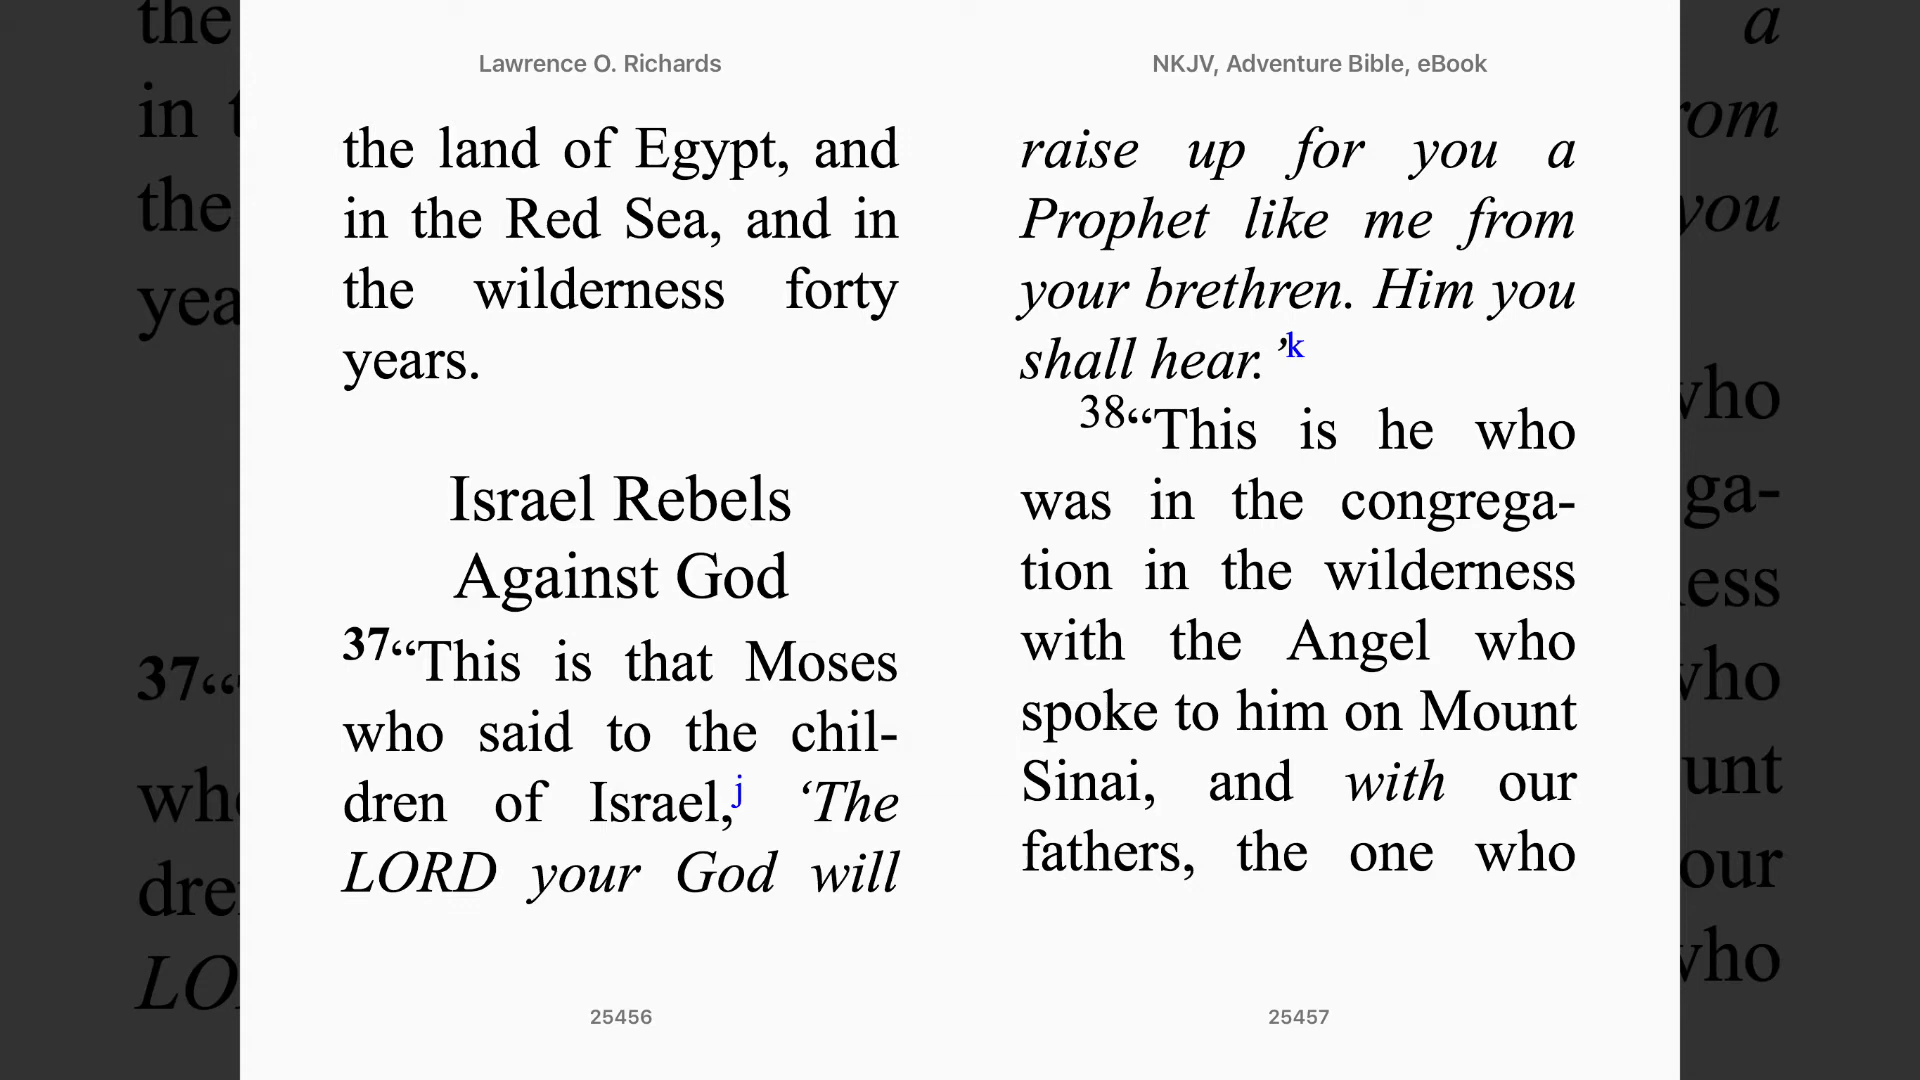 Lawrence O. Richards
the land of Egypt, and
in the Red Sea, and in
the wilderness forty
years.
Israel Rebels
Against God
37“This is that Moses
who said to the chil-
dren of Israel,j ‘The
LORD your God will
25456
NKJV, Adventure Bible, eBook
raise up for you a
Prophet like me from
your brethren. Him you
shall hear.’k
38“This is he who
was in the congrega-
tion in the wilderness
with the Angel who
spoke to him on Mount
Sinai, and with our
fathers, the one who
25457